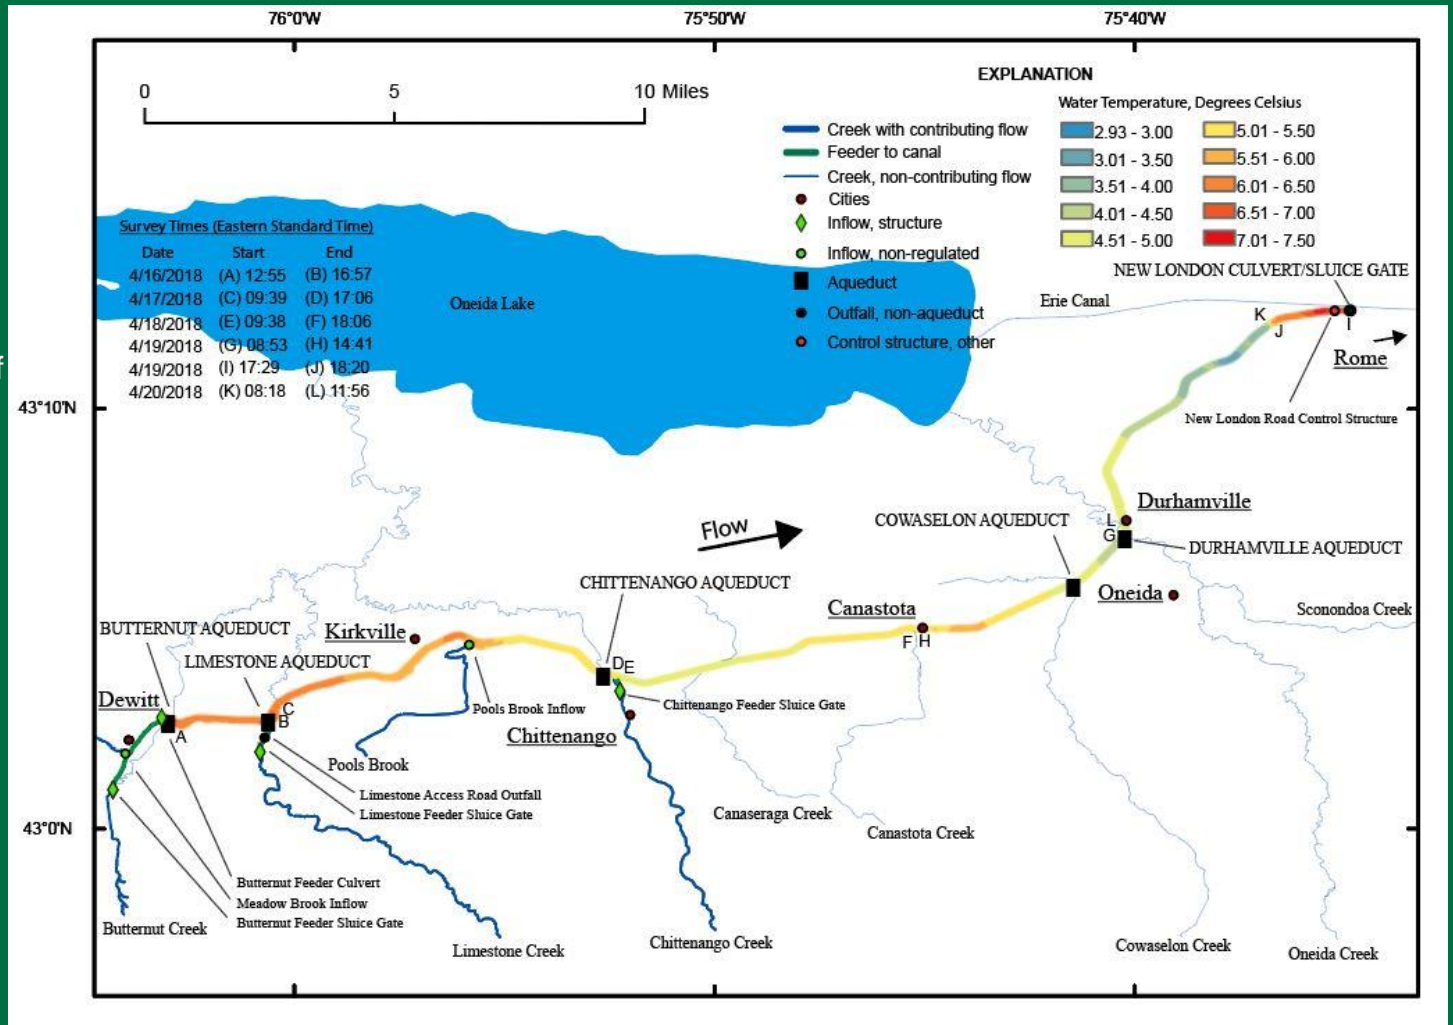 76°0'W
75°50'W
75°40'W
0 5 10 Miles
EXPLANATION
Creek with contributing flow
Feeder to canal
Creek, non-contributing flow
Cities
Inflow, structure
Inflow, non-regulated
Aqueduct
Outfall, non-aqueduct
Control structure, other
Water Temperature, Degrees Celsius
2.93 - 3.00 5.01 - 5.50
3.01 - 3.50 5.51 - 6.00
3.51 - 4.00 6.01 - 6.50
4.01 - 4.50 6.51 - 7.00
4.51 - 5.00 7.01 - 7.50
Survey Times (Eastern Standard Time)
Date Start End
4/16/2018 (A) 12:55 (B) 16:57
4/17/2018 (C) 09:39 (D) 17:06
4/18/2018 (E) 09:38 (F) 18:06
4/19/2018 (G) 08:53 (H) 14:41
4/19/2018 (I) 17:29 (J) 18:20
4/20/2018 (K) 08:18 (L) 11:56
f
Oneida Lake
NEW LONDON CULVERT/SLUICE GATE
Erie Canal
K
J
I
Rome
43°10'N
New London Road Control Structure
Durhamville
L
G
COWASELON AQUEDUCT
Flow
DURHAMVILLE AQUEDUCT
CHITTENANGO AQUEDUCT
Oneida
Canastota
Sconondoa Creek
BUTTERNUT AQUEDUCT
Kirkville
F H
LIMESTONE AQUEDUCT
D E
Dewitt
C
B
A
Pools Brook Inflow
Chittenango Feeder Sluice Gate
Chittenango
Pools Brook
Limestone Access Road Outfall
Limestone Feeder Sluice Gate
Canaseraga Creek
Canastota Creek
43°0'N
Butternut Feeder Culvert
Meadow Brook Inflow
Butternut Feeder Sluice Gate
Butternut Creek
Limestone Creek
Chittenango Creek
Cowaselon Creek
Oneida Creek